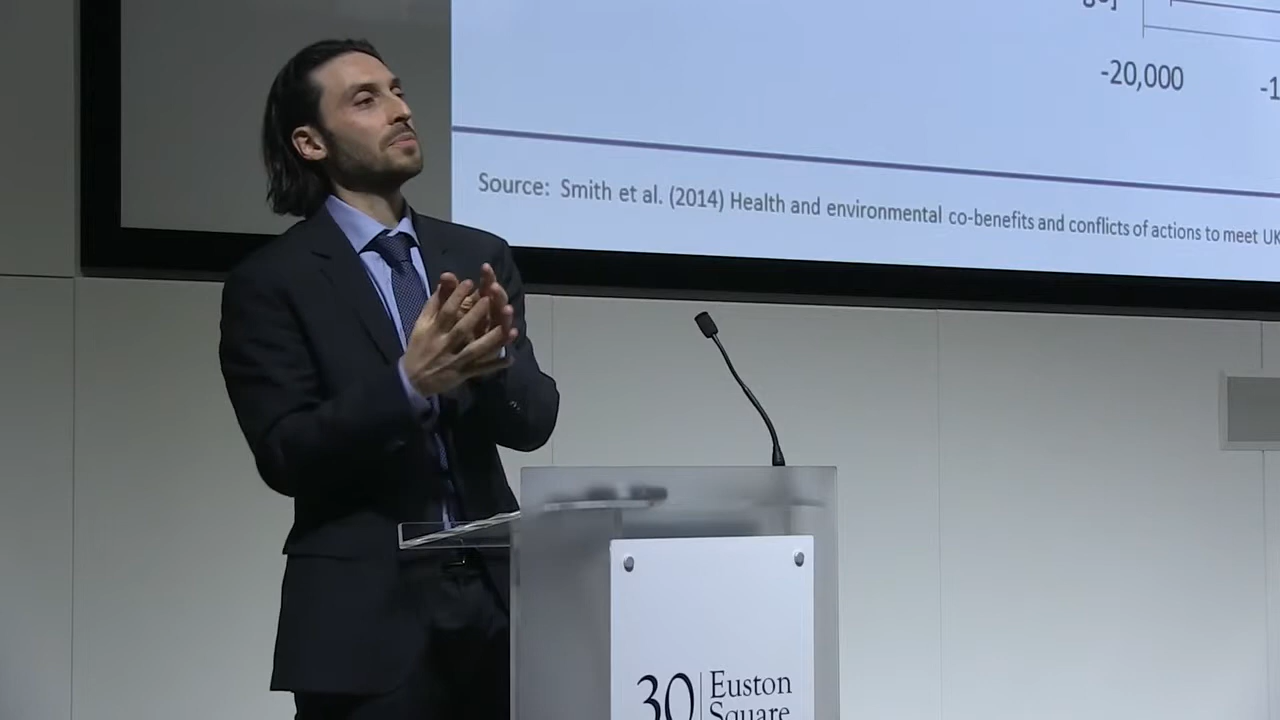 -20,000
Source: Smith et al. (2014) Health and environmental co-benefits and conflicts of actions to meet UK
30 Euston
Square